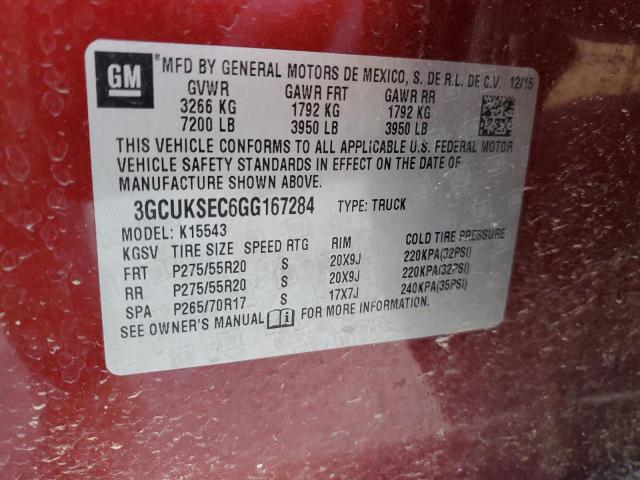 GM *MFD BY GENERAL MOTORS DE MEXICO, S. DE R.L. DE C.V. 12/15
GVWR GAWR FRT GAWR RR
3266 KG 1792 KG 1792 KG
7200 LB 3950 LB 3950 LB
THIS VEHICLE CONFORMS TO ALL APPLICABLE U.S. FEDERAL MOTOR
VEHICLE SAFETY STANDARDS IN EFFECT ON THE DATE OF
MANUFACTURE SHOWN ABOVE.
3GCUKSEC6GG167284 TYPE: TRUCK
MODEL: K15543
KGSV TIRE SIZE SPEED RTG RIM COLD TIRE PRESSURE
FRT P275/55R20 S 20X9J 220KPA(32PSI)
RR P275/55R20 S 20X9J 220KPA(32PSI)
SPA P265/70R17 S 17X7J 240KPA(35PSI)
SEE OWNER'S MANUAL FOR MORE INFORMATION.